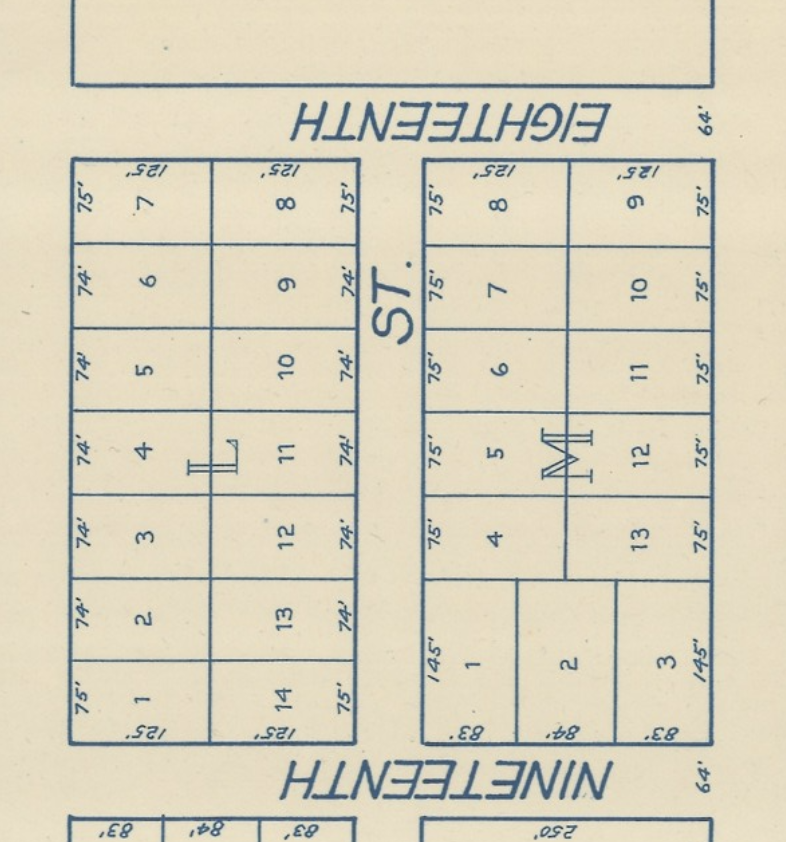 EIGHTEENTH
64'
125' 125' 125' 125'
75' 7 8 75' 75' 8 9 75'
74' 6 9 74' 75' 7 10 75'
ST.
74' 5 10 74' 75' 6 11 75'
74' 4 L 11 74' 75' 5 M 12 75'
74' 3 12 74' 75' 4 13 75'
74' 2 13 74' 145' 1 2 3 145'
75' 1 14 75'
125' 125' 83' 84' 83'
NINETEENTH
64'
83' 84' 83' 250'